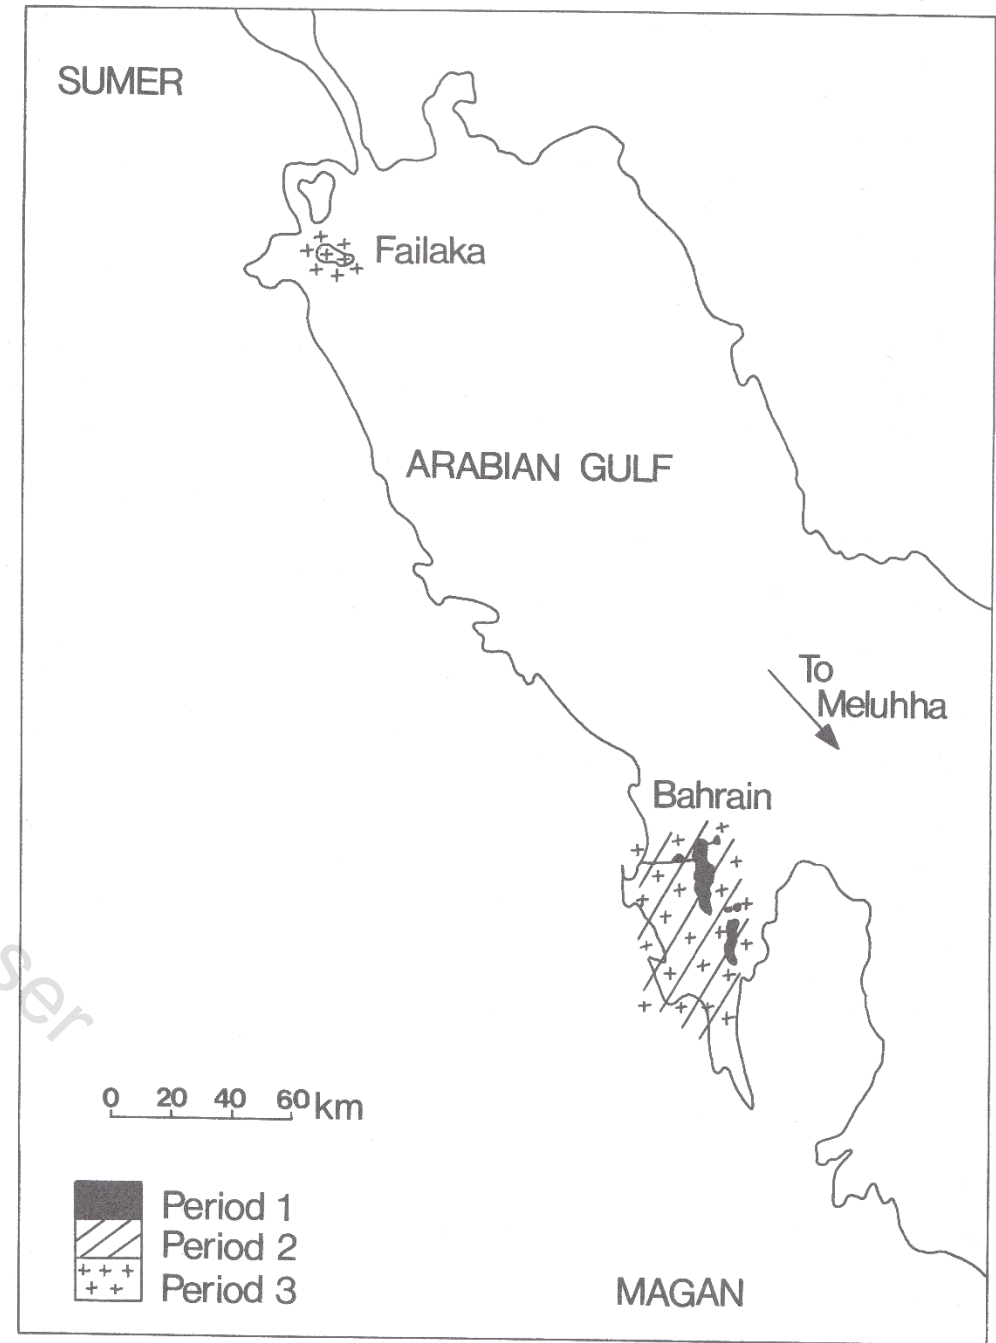 SUMER
Failaka
ARABIAN GULF
To
Meluhha
Bahrain
ser
0 20 40 60 km
Period 1
Period 2
Period 3
MAGAN